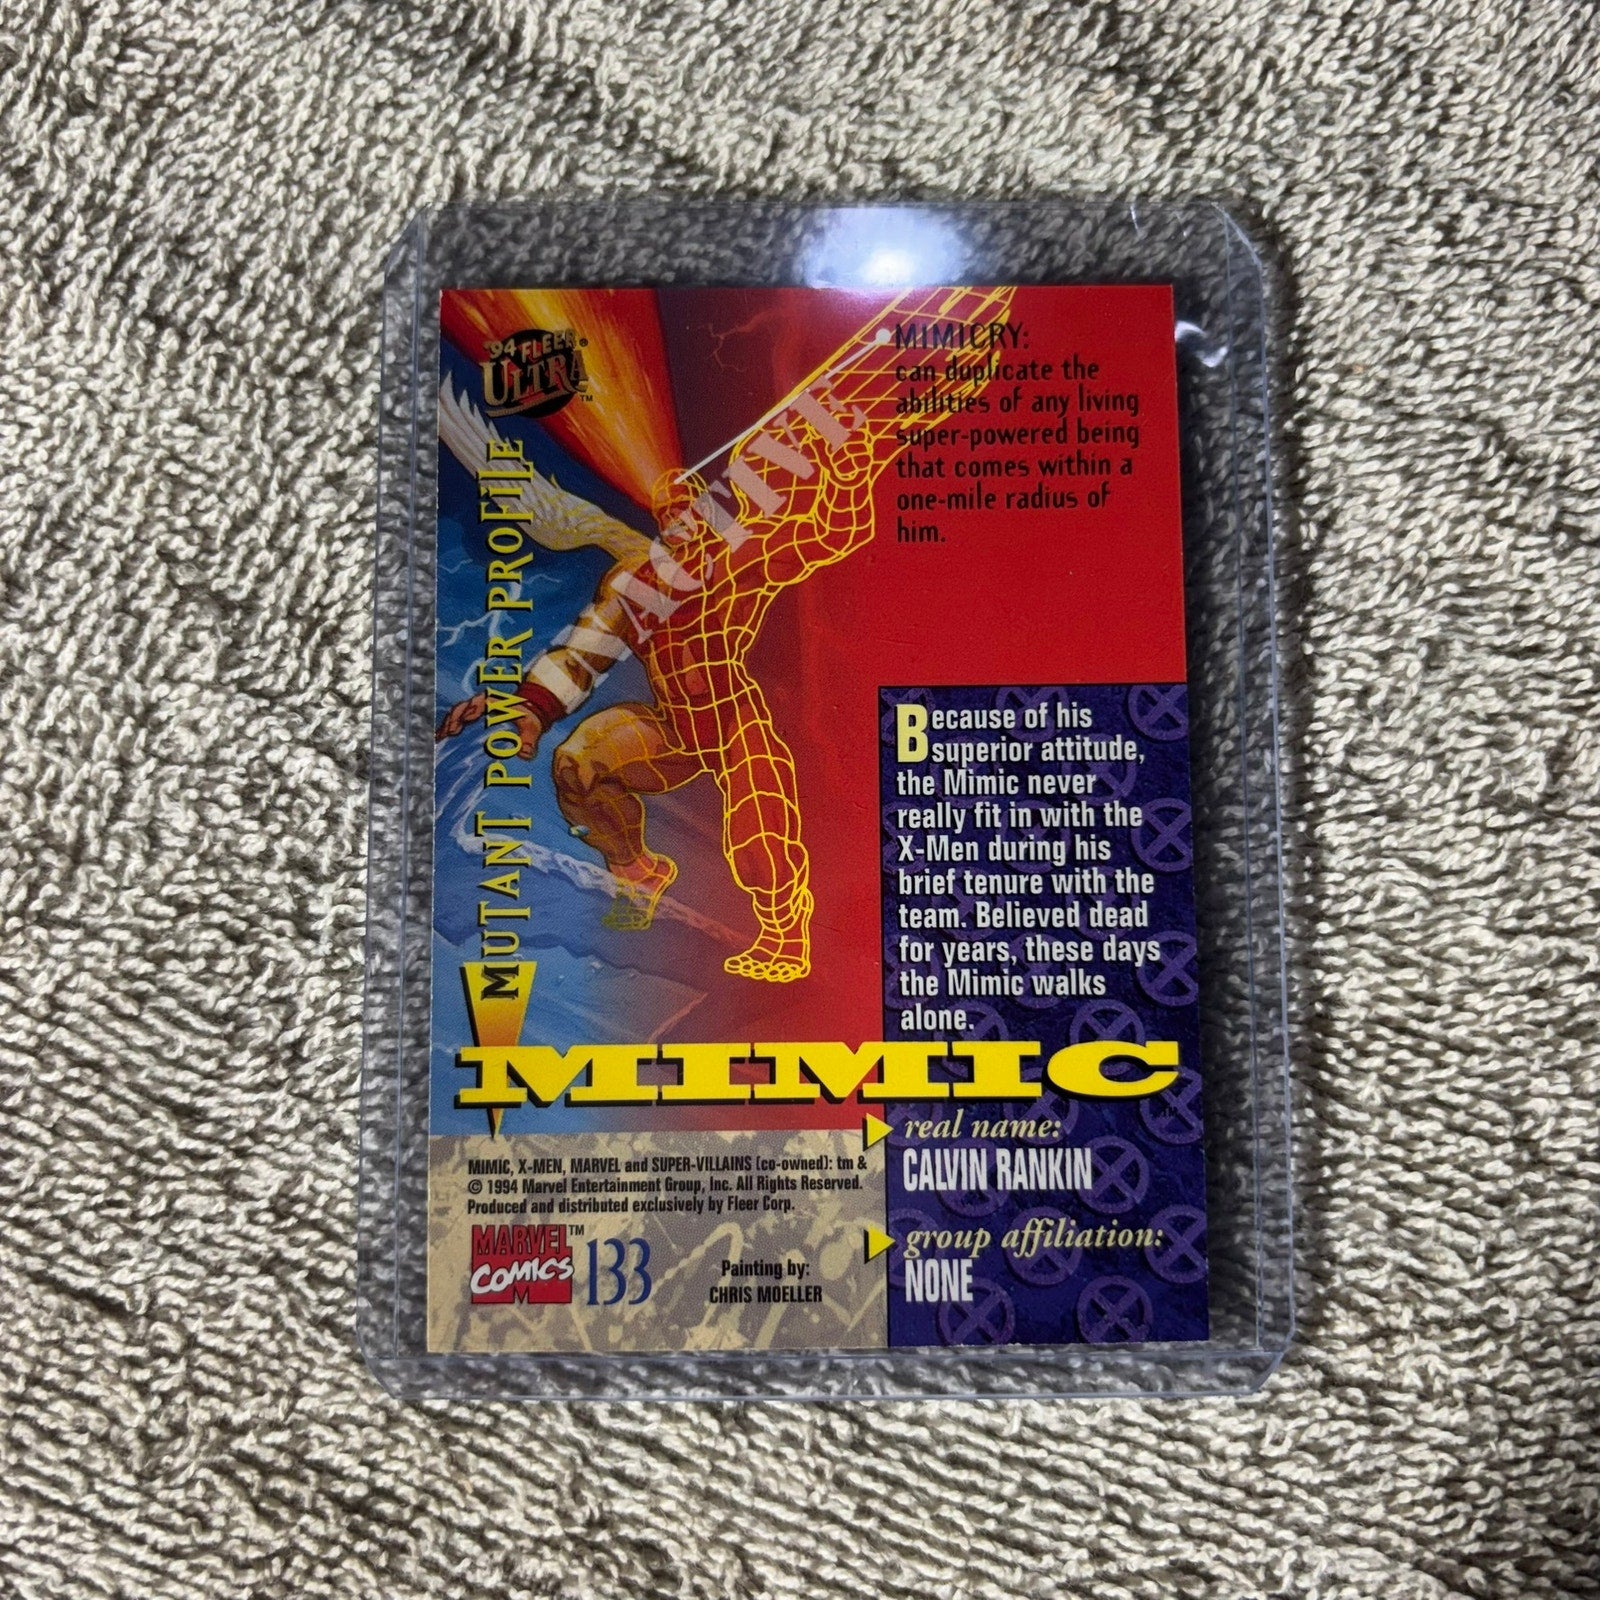 '94 FLEER®
ULTRA™
MUTANT POWER PROFILE
INACTIVE
MIMICRY:
can duplicate the
abilities of any living
super-powered being
that comes within a
one-mile radius of
him.
Because of his
superior attitude,
the Mimic never
really fit in with the
X-Men during his
brief tenure with the
team. Believed dead
for years, these days
the Mimic walks
alone.
MIMIC™
real name:
CALVIN RANKIN
group affiliation:
NONE
MIMIC, X-MEN, MARVEL and SUPER-VILLAINS (co-owned): tm &
© 1994 Marvel Entertainment Group, Inc. All Rights Reserved.
Produced and distributed exclusively by Fleer Corp.
MARVEL™
COMICS
M
133
Painting by:
CHRIS MOELLER